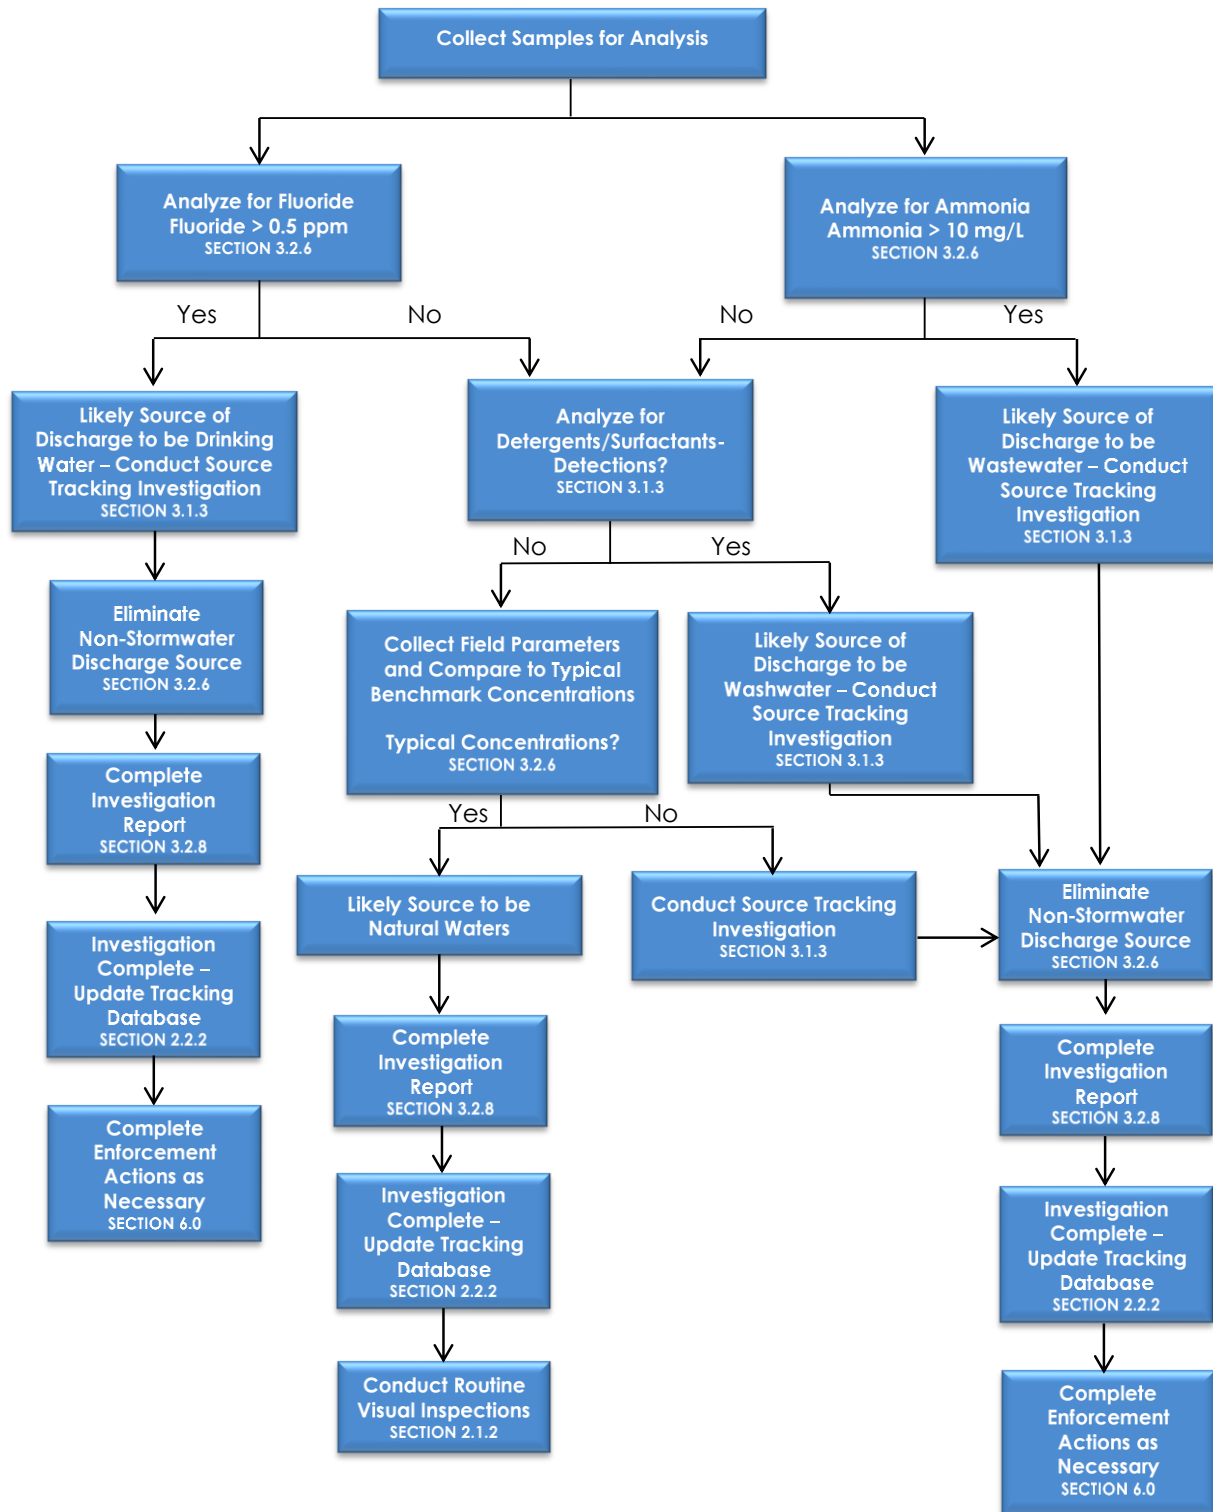 Collect Samples for Analysis
Analyze for Fluoride
Fluoride > 0.5 ppm
SECTION 3.2.6
Analyze for Ammonia
Ammonia > 10 mg/L
SECTION 3.2.6
Yes
No
No
Yes
Likely Source of
Discharge to be Drinking
Water – Conduct Source
Tracking Investigation
SECTION 3.1.3
Analyze for
Detergents/Surfactants-
Detections?
SECTION 3.1.3
Likely Source of
Discharge to be
Wastewater – Conduct
Source Tracking
Investigation
SECTION 3.1.3
No
Yes
Eliminate
Non-Stormwater
Discharge Source
SECTION 3.2.6
Collect Field Parameters
and Compare to Typical
Benchmark Concentrations
Typical Concentrations?
SECTION 3.2.6
Likely Source of
Discharge to be
Washwater – Conduct
Source Tracking
Investigation
SECTION 3.1.3
Complete
Investigation
Report
SECTION 3.2.8
Yes
No
Likely Source to be
Natural Waters
Conduct Source Tracking
Investigation
SECTION 3.1.3
Eliminate
Non-Stormwater
Discharge Source
SECTION 3.2.6
Investigation
Complete –
Update Tracking
Database
SECTION 2.2.2
Complete
Investigation
Report
SECTION 3.2.8
Complete
Investigation
Report
SECTION 3.2.8
Complete
Enforcement
Actions as
Necessary
SECTION 6.0
Investigation
Complete –
Update Tracking
Database
SECTION 2.2.2
Investigation
Complete –
Update Tracking
Database
SECTION 2.2.2
Conduct Routine
Visual Inspections
SECTION 2.1.2
Complete
Enforcement
Actions as
Necessary
SECTION 6.0